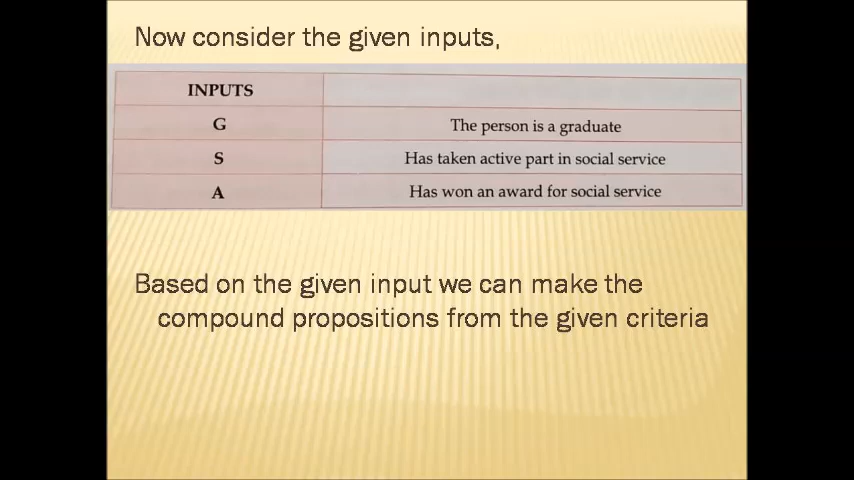 Now consider the given inputs,
INPUTS
G The person is a graduate
S Has taken active part in social service
A Has won an award for social service
Based on the given input we can make the
compound propositions from the given criteria